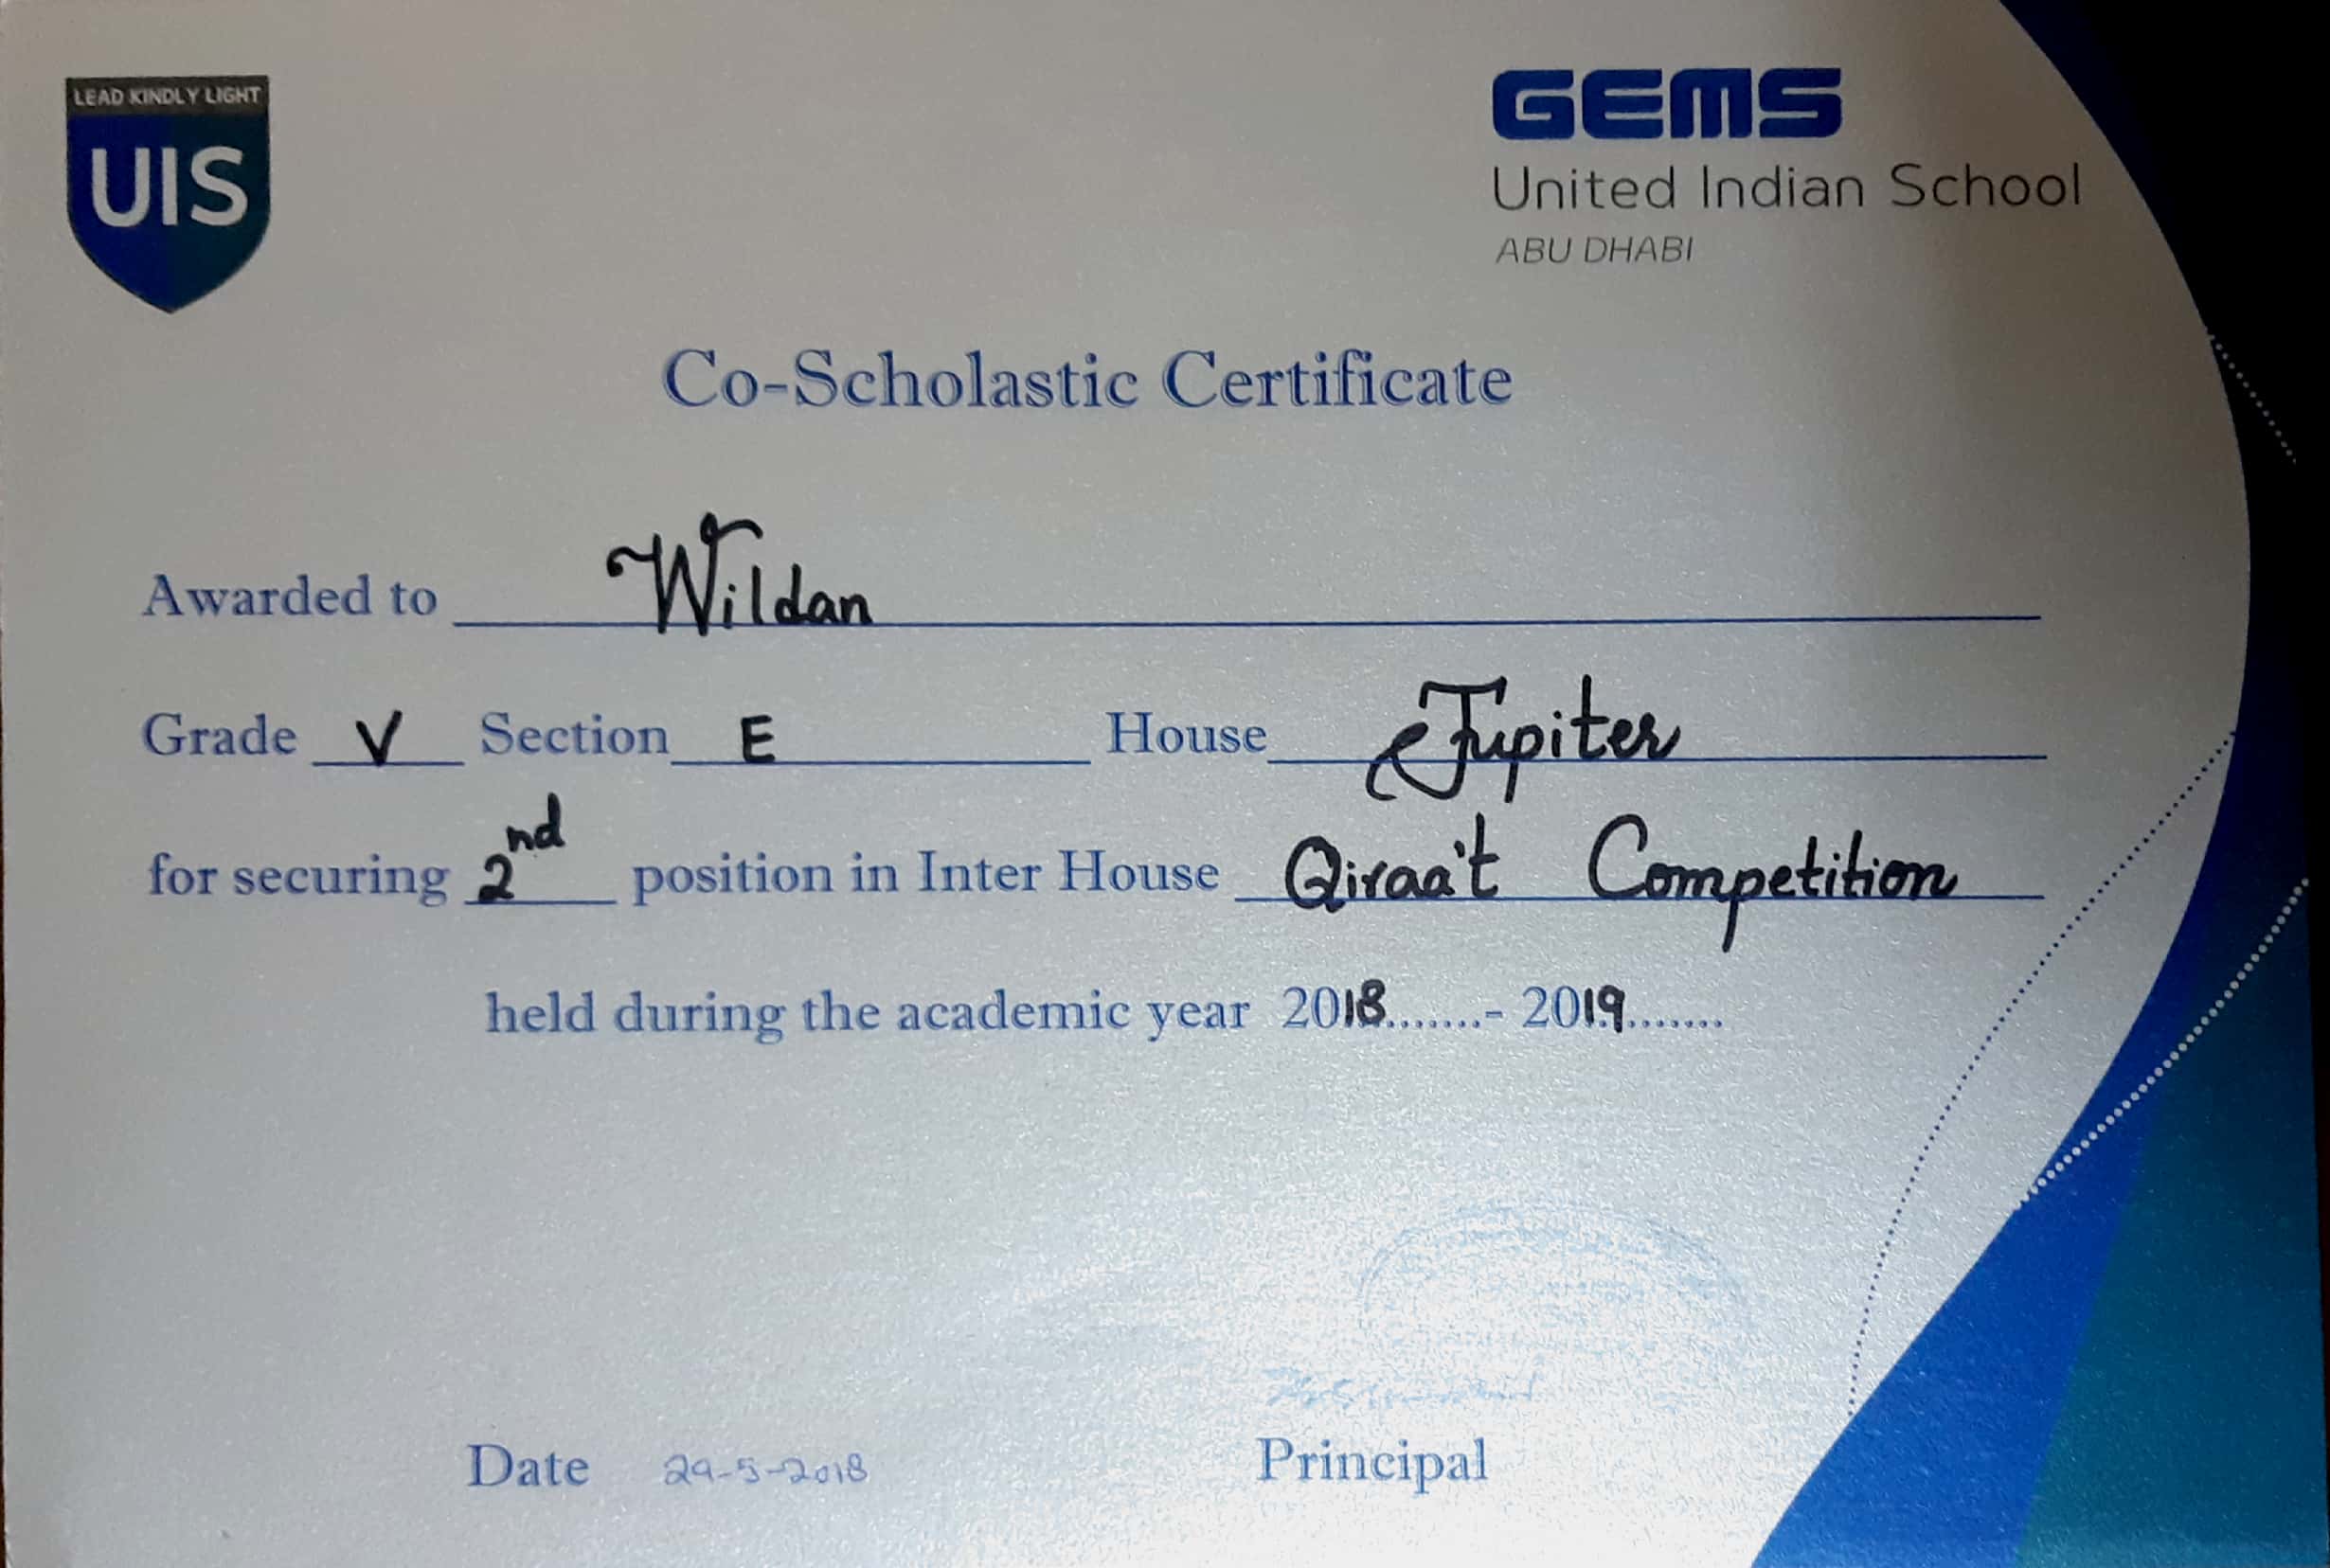 LEAD KINDLY LIGHT
UIS
GEMS
United Indian School
ABU DHABI
Co-Scholastic Certificate
Awarded to Wildan
Grade V Section E House Jupiter
for securing 2nd position in Inter House Qiraa't Competition
held during the academic year 2018.......- 2019.......
Date 29-5-2018 Principal